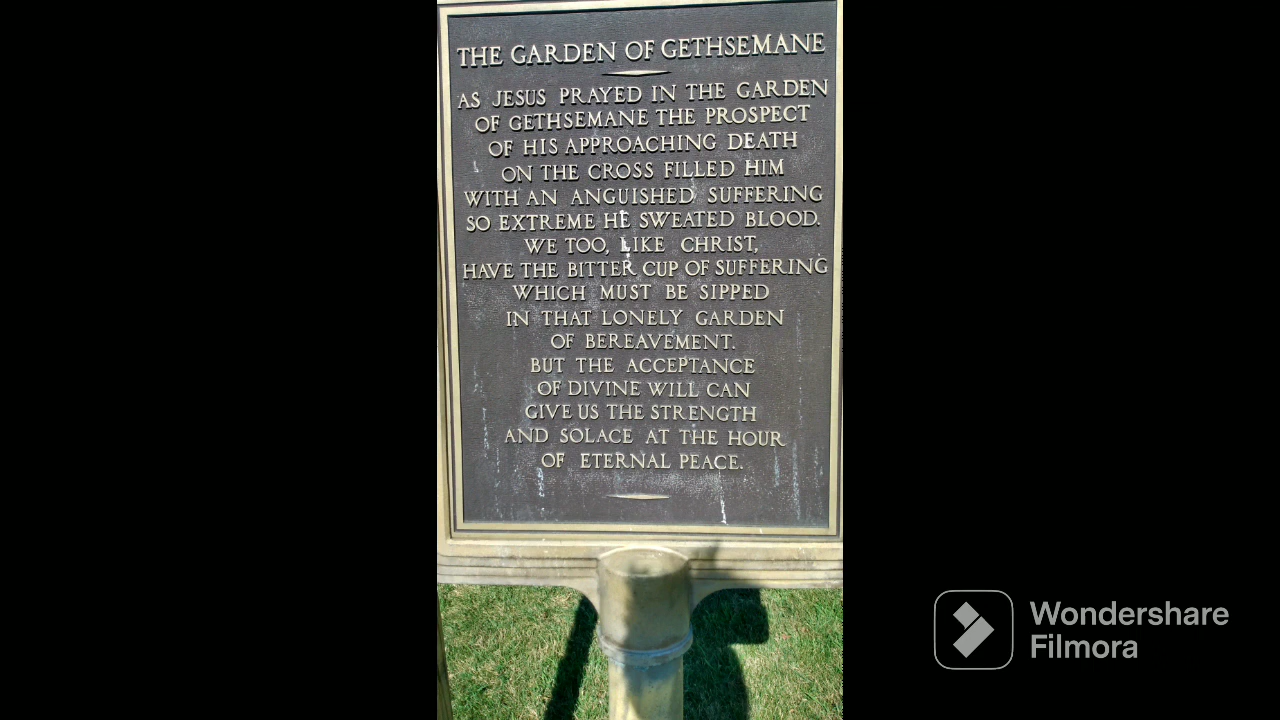 THE GARDEN OF GETHSEMANE
AS JESUS PRAYED IN THE GARDEN
OF GETHSEMANE THE PROSPECT
OF HIS APPROACHING DEATH
ON THE CROSS FILLED HIM
WITH AN ANGUISHED SUFFERING
SO EXTREME HE SWEATED BLOOD.
WE TOO, LIKE CHRIST,
HAVE THE BITTER CUP OF SUFFERING
WHICH MUST BE SIPPED
IN THAT LONELY GARDEN
OF BEREAVEMENT.
BUT THE ACCEPTANCE
OF DIVINE WILL CAN
GIVE US THE STRENGTH
AND SOLACE AT THE HOUR
OF ETERNAL PEACE.
Wondershare
Filmora